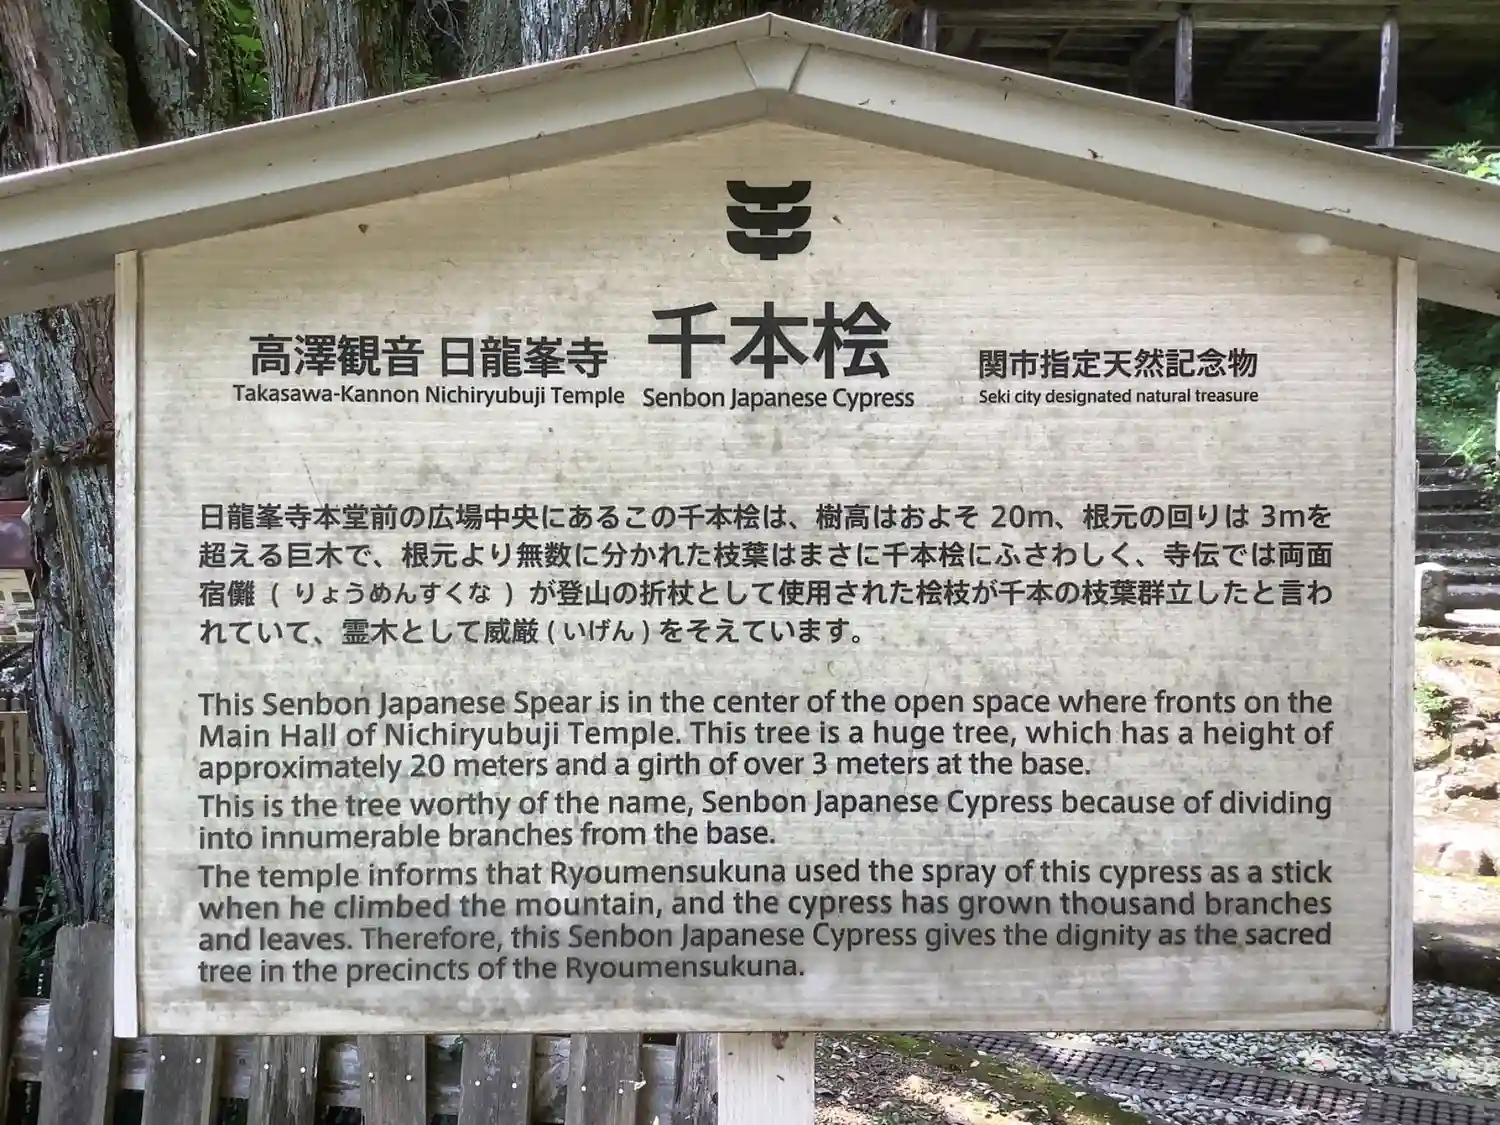 高澤観音 日龍峯寺
Takasawa-Kannon Nichiryubuji Temple
千本桧
Senbon Japanese Cypress
関市指定天然記念物
Seki city designated natural treasure
日龍峯寺本堂前の広場中央にあるこの千本桧は、樹高はおよそ 20m、根元の回りは 3mを
超える巨木で、根元より無数に分かれた枝葉はまさに千本桧にふさわしく、寺伝では両面
宿儺 ( りょうめんすくな ) が登山の折杖として使用された桧枝が千本の枝葉群立したと言わ
れていて、霊木として威厳 ( いげん ) をそえています。
This Senbon Japanese Spear is in the center of the open space where fronts on the
Main Hall of Nichiryubuji Temple. This tree is a huge tree, which has a height of
approximately 20 meters and a girth of over 3 meters at the base.
This is the tree worthy of the name, Senbon Japanese Cypress because of dividing
into innumerable branches from the base.
The temple informs that Ryoumensukuna used the spray of this cypress as a stick
when he climbed the mountain, and the cypress has grown thousand branches
and leaves. Therefore, this Senbon Japanese Cypress gives the dignity as the sacred
tree in the precincts of the Ryoumensukuna.